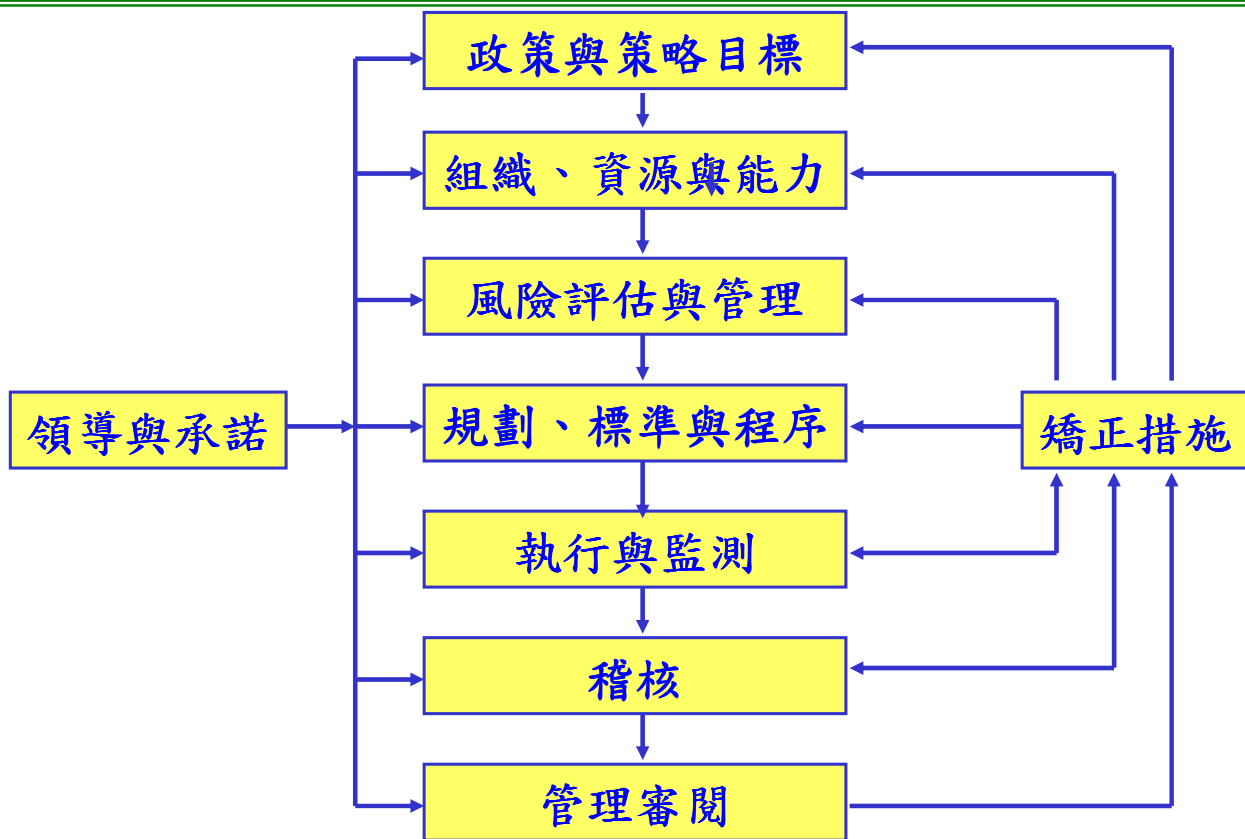 政策與策略目標
組織、資源與能力
風險評估與管理
領導與承諾
規劃、標準與程序
矯正措施
執行與監測
稽核
管理審閱